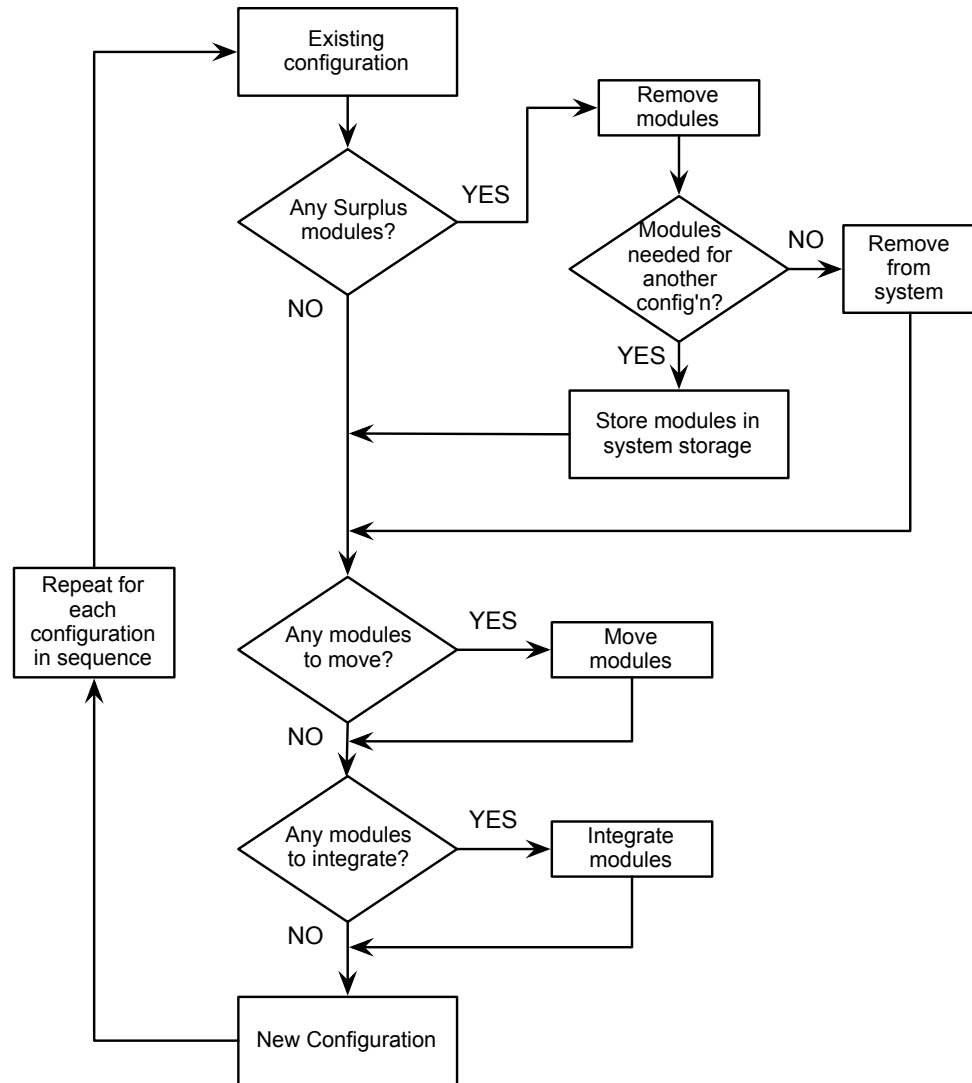 Existing
configuration
Remove
modules
YES
Any Surplus
modules?
Modules
needed for
another
config'n?
NO
Remove
from
system
NO
YES
Store modules in
system storage
Repeat for
each
configuration
in sequence
Any modules
to move?
YES
Move
modules
NO
Any modules
to integrate?
YES
Integrate
modules
NO
New Configuration